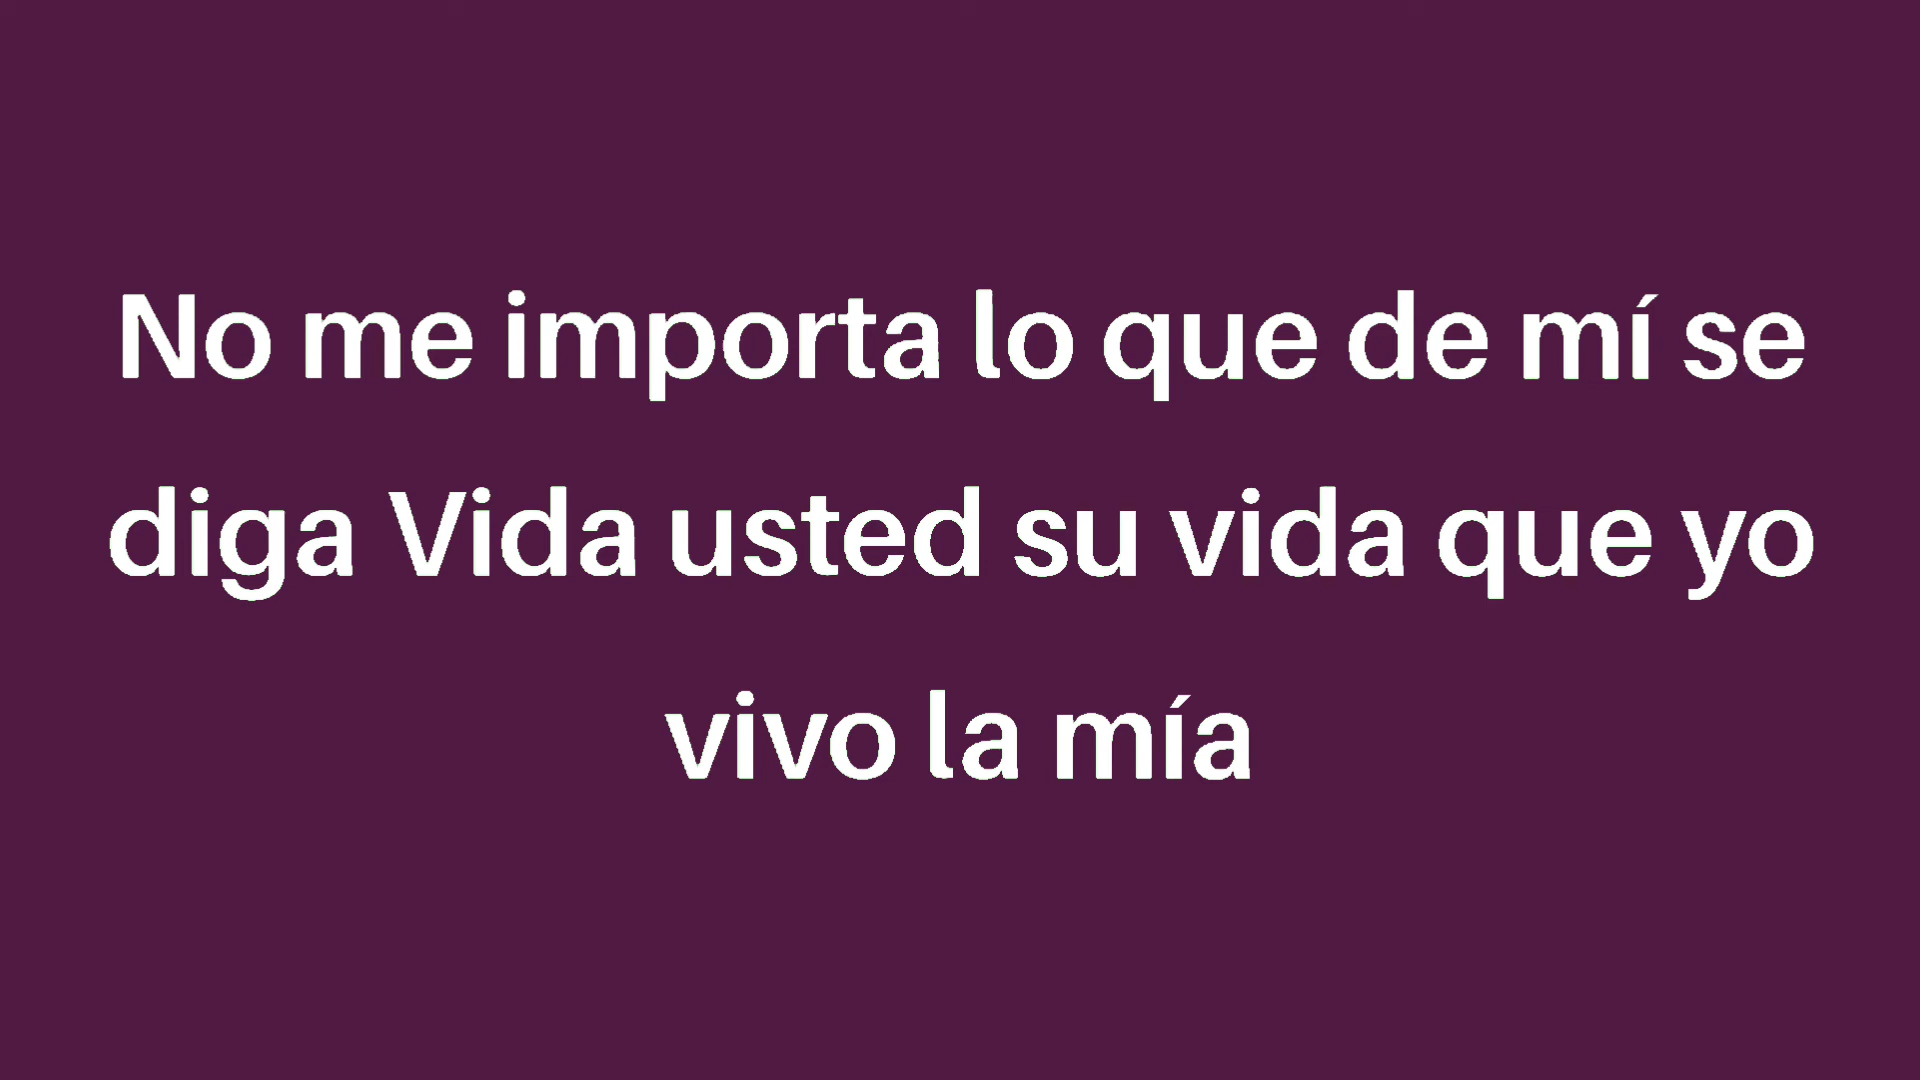 No me importa lo que de mí se
diga Vida usted su vida que yo
vivo la mía